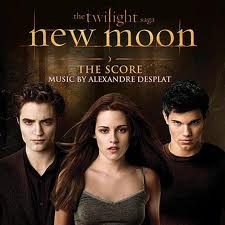 the twilight saga
new moon
THE SCORE
MUSIC BY ALEXANDRE DESPLAT